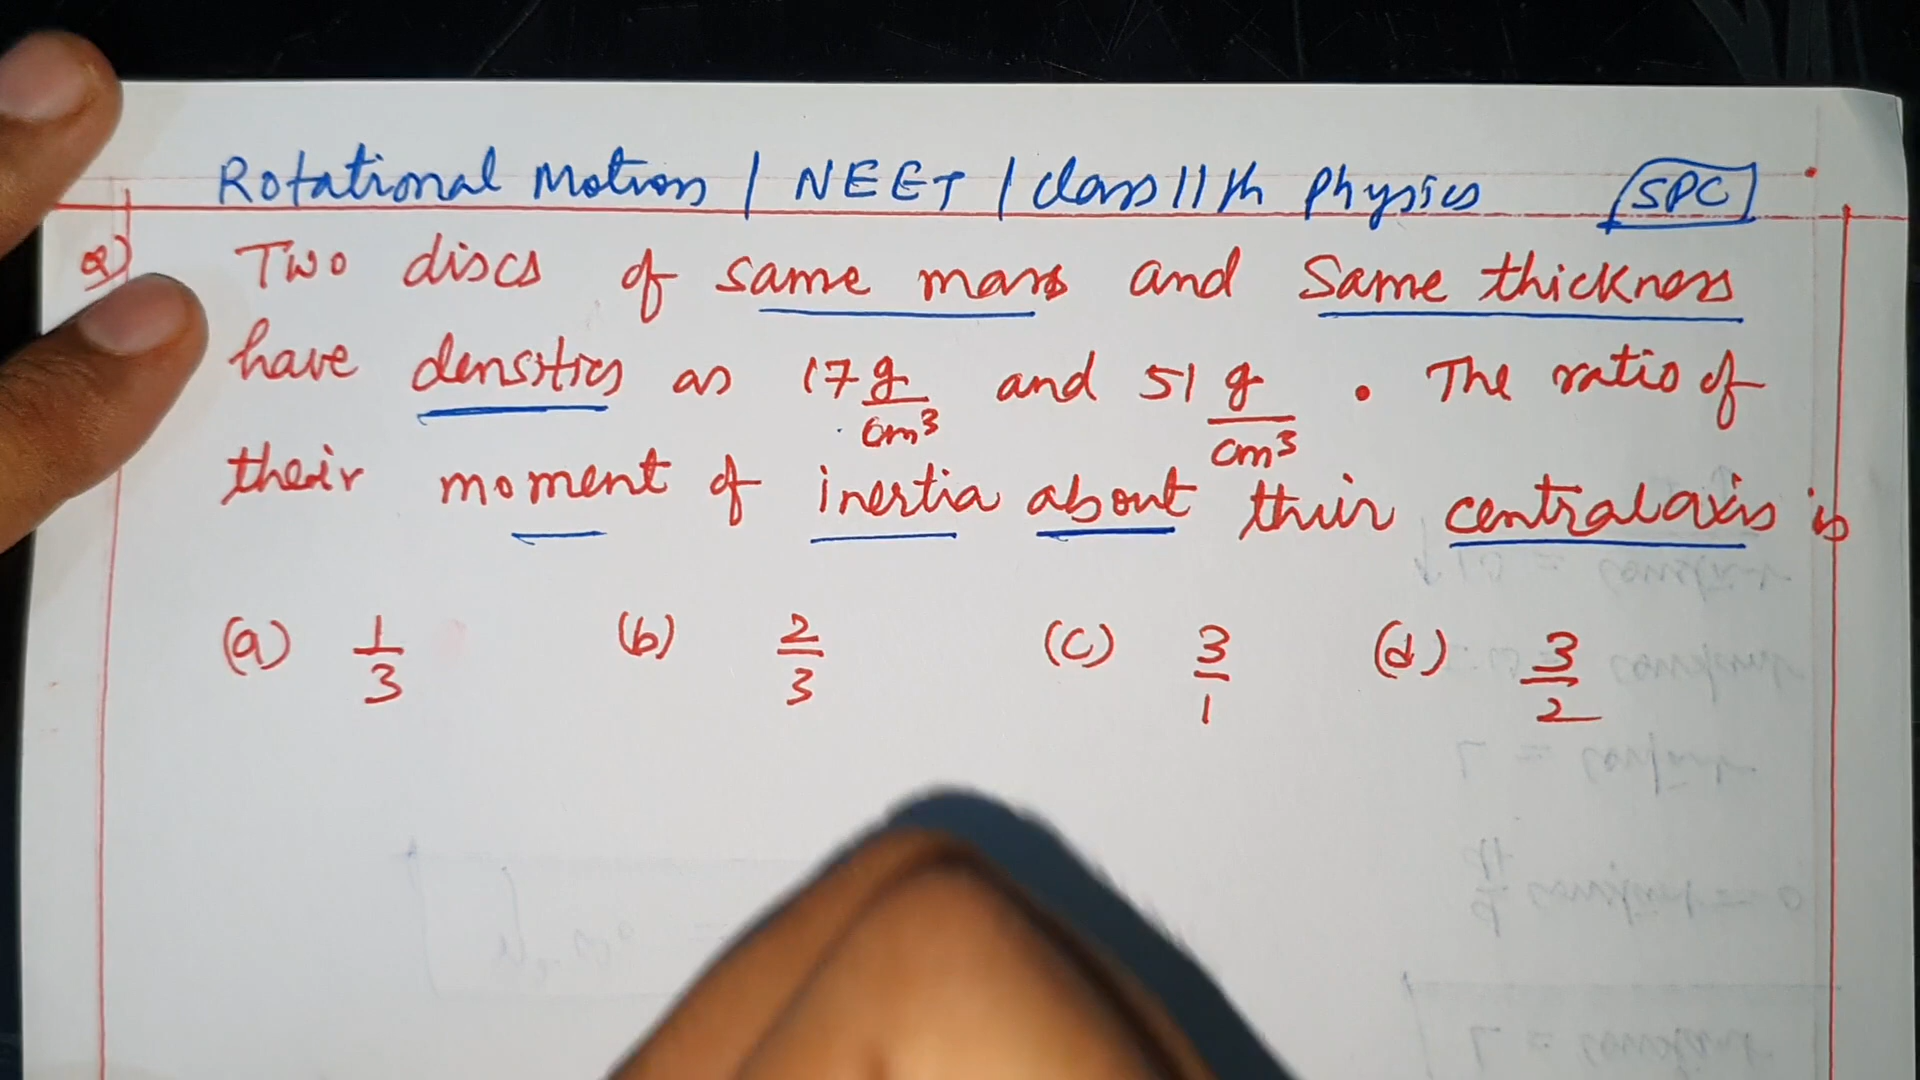 Rotational Motion / NEET / class 11th Physics SPC
Q) Two discs of same mass and Same thickness
have densities as 17 g/cm³ and 51 g/cm³ . The ratio of
their moment of inertia about their central axis is
(a) 1/3 (b) 2/3 (c) 3/1 (d) 3/2